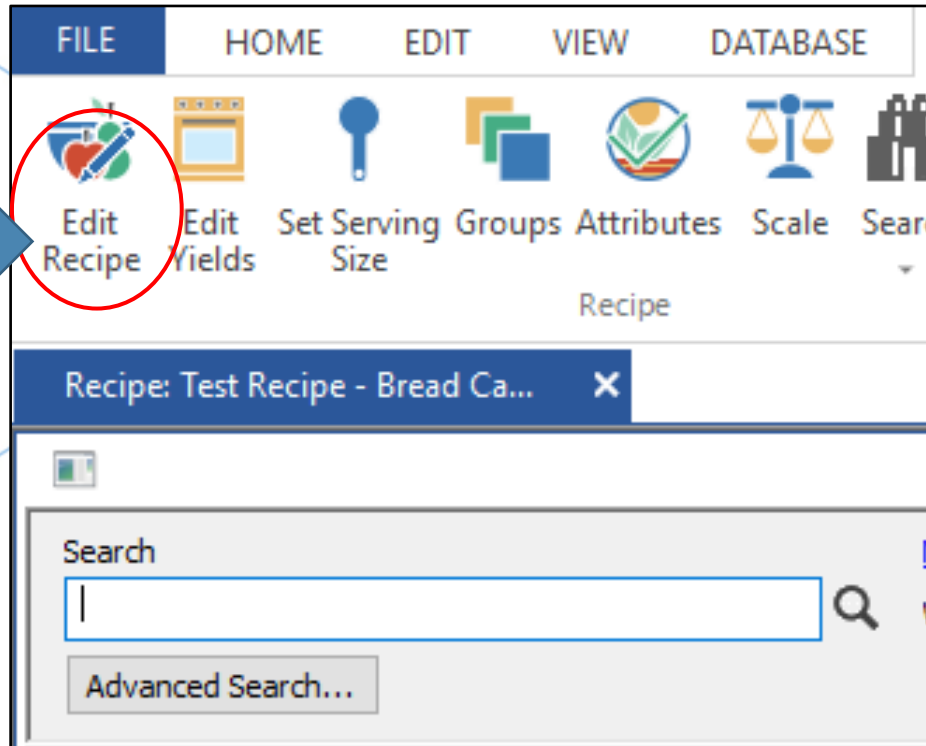 FILE HOME EDIT VIEW DATABASE
Edit Recipe
Edit Yields
Set Serving Size
Groups
Attributes
Scale
Recipe
Recipe: Test Recipe - Bread Ca...
Search
Advanced Search...